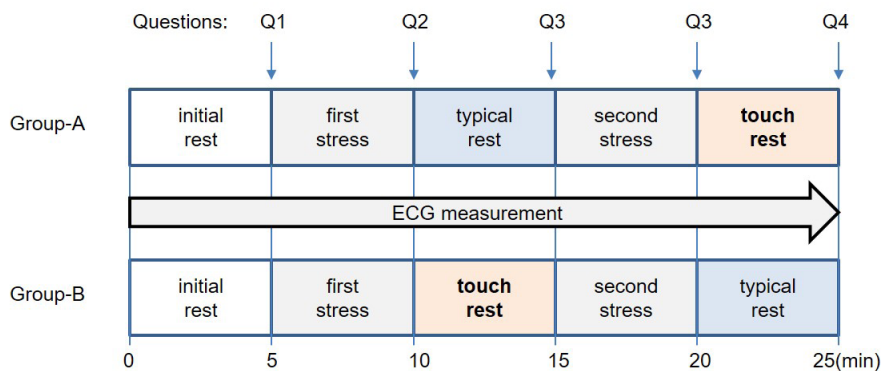 Questions: Q1 Q2 Q3 Q3 Q4
Group-A
initial
rest
first
stress
typical
rest
second
stress
touch
rest
ECG measurement
Group-B
initial
rest
first
stress
touch
rest
second
stress
typical
rest
0 5 10 15 20 25(min)